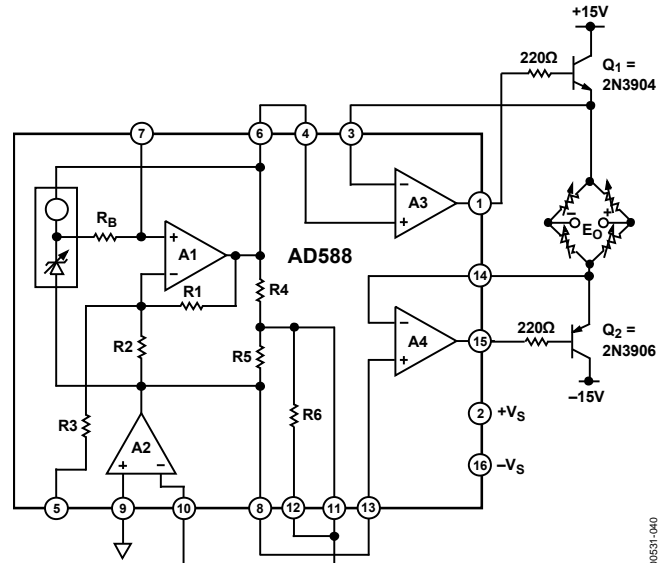 +15V
220Ω
Q1 =
2N3904
7
6
4
3
RB
+
–
A1
R1
AD588
–
+
A3
1
–
+
EO
R4
14
R2
R5
–
+
A4
15
220Ω
Q2 =
2N3906
–15V
R3
A2
+
–
R6
2
+VS
16
–VS
5
9
10
8
12
11
13
00531-040